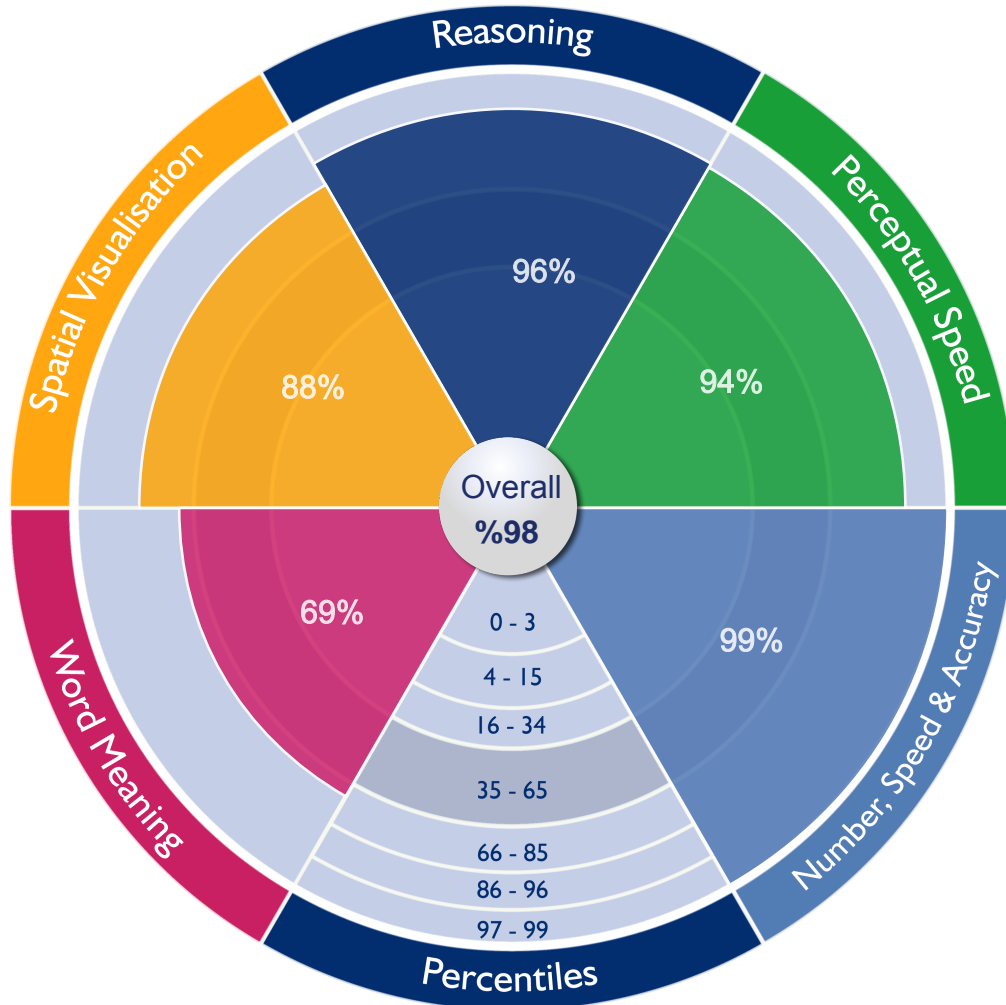 Reasoning
Perceptual Speed
Spatial Visualisation
96%
94%
88%
Overall
%98
69%
99%
Word Meaning
Number, Speed & Accuracy
0 - 3
4 - 15
16 - 34
35 - 65
66 - 85
86 - 96
97 - 99
Percentiles